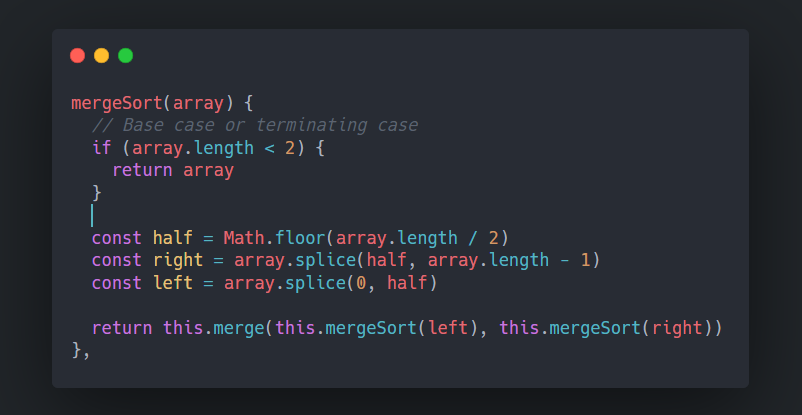 mergeSort(array) {
  // Base case or terminating case
  if (array.length < 2) {
    return array
  }

  const half = Math.floor(array.length / 2)
  const right = array.splice(half, array.length - 1)
  const left = array.splice(0, half)

  return this.merge(this.mergeSort(left), this.mergeSort(right))
},